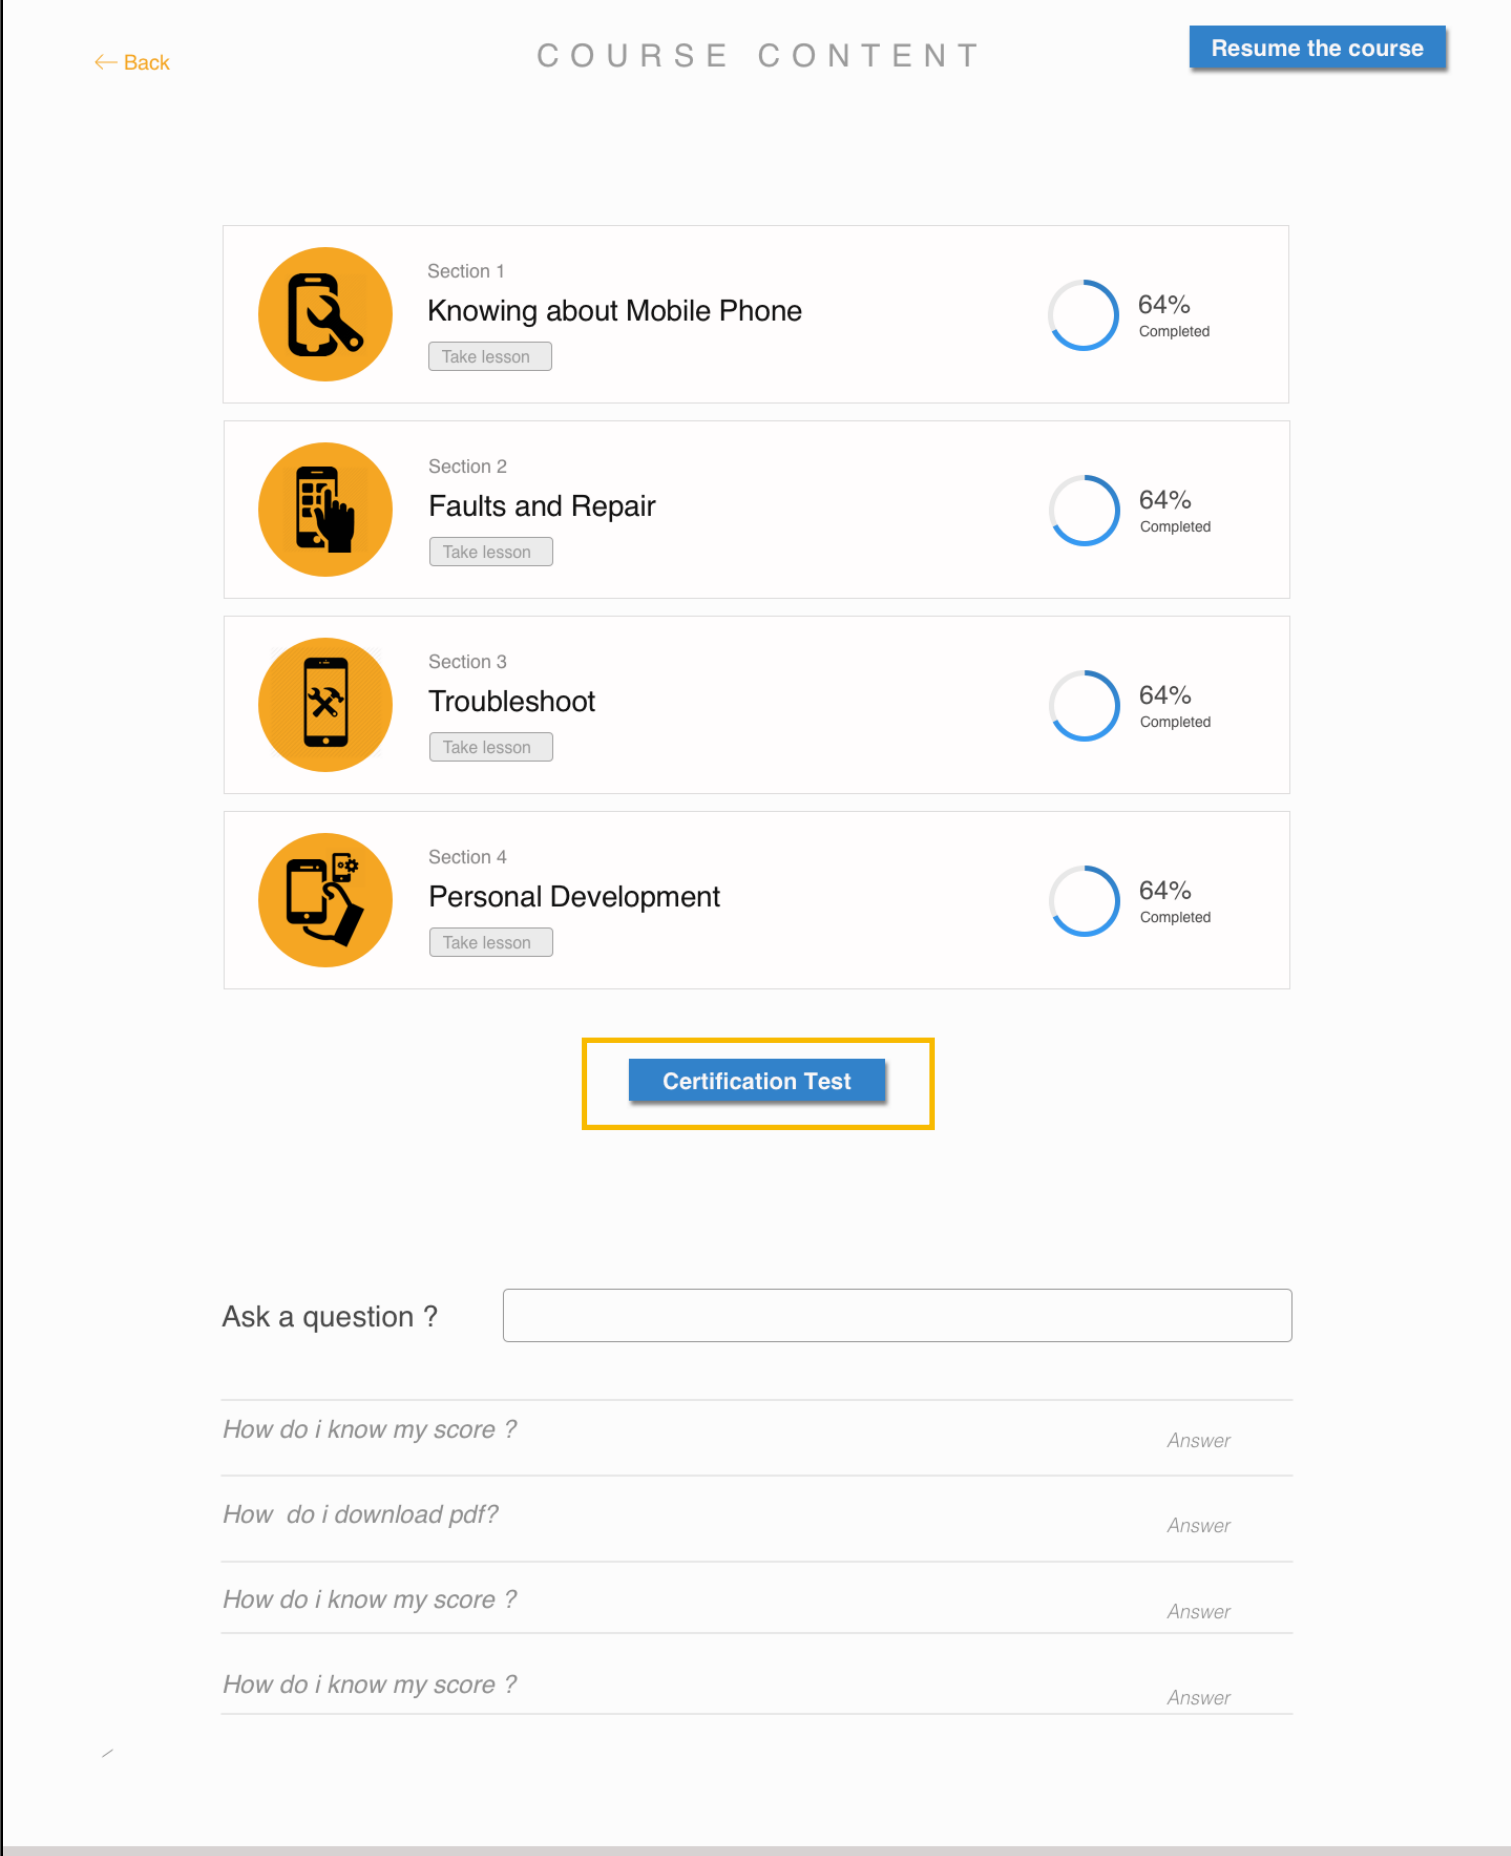 ← Back
COURSE CONTENT
Resume the course
Section 1
Knowing about Mobile Phone
Take lesson
64%
Completed
Section 2
Faults and Repair
Take lesson
64%
Completed
Section 3
Troubleshoot
Take lesson
64%
Completed
Section 4
Personal Development
Take lesson
64%
Completed
Certification Test
Ask a question ?
How do i know my score ?
Answer
How  do i download pdf?
Answer
How do i know my score ?
Answer
How do i know my score ?
Answer